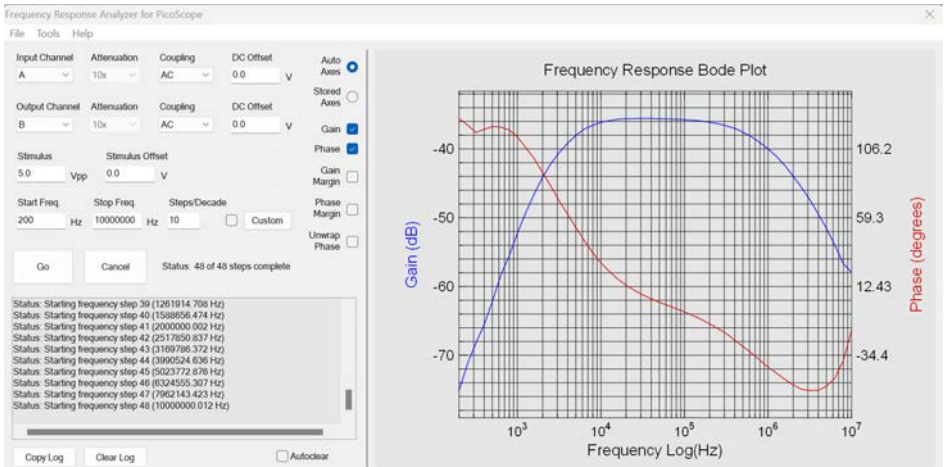 Frequency Response Analyzer for PicoScope
File Tools Help
Input Channel Attenuation Coupling DC Offset
A 10x AC 0.0 V
Output Channel Attenuation Coupling DC Offset
B 10x AC 0.0 V
Stimulus Stimulus Offset
5.0 Vpp 0.0 V
Start Freq. Stop Freq. Steps/Decade
200 Hz 10000000 Hz 10 Custom
Go Cancel Status: 48 of 48 steps complete
Auto
Axes
Stored
Axes
Gain
Phase
Gain
Margin
Phase
Margin
Unwrap
Phase
Status: Starting frequency step 39 (1261914.708 Hz)
Status: Starting frequency step 40 (1588656.474 Hz)
Status: Starting frequency step 41 (2000000.002 Hz)
Status: Starting frequency step 42 (2517850.837 Hz)
Status: Starting frequency step 43 (3169786.372 Hz)
Status: Starting frequency step 44 (3990524.636 Hz)
Status: Starting frequency step 45 (5023772.876 Hz)
Status: Starting frequency step 46 (6324555.307 Hz)
Status: Starting frequency step 47 (7962143.423 Hz)
Status: Starting frequency step 48 (10000000.012 Hz)
Copy Log Clear Log Autoclear
Frequency Response Bode Plot
Gain (dB)
-40
-50
-60
-70
106.2
59.3
12.43
-34.4
Phase (degrees)
10³ 10⁴ 10⁵ 10⁶ 10⁷
Frequency Log(Hz)